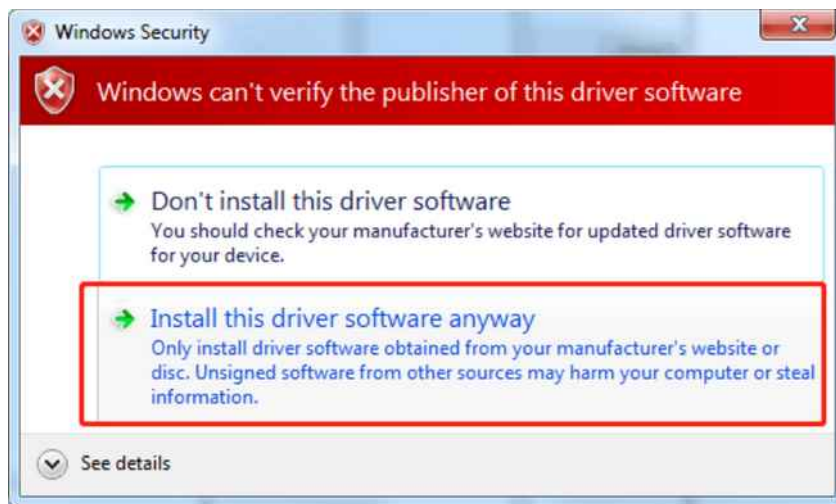 Windows Security
Windows can't verify the publisher of this driver software
Don't install this driver software
You should check your manufacturer's website for updated driver software
for your device.
Install this driver software anyway
Only install driver software obtained from your manufacturer's website or
disc. Unsigned software from other sources may harm your computer or steal
information.
See details